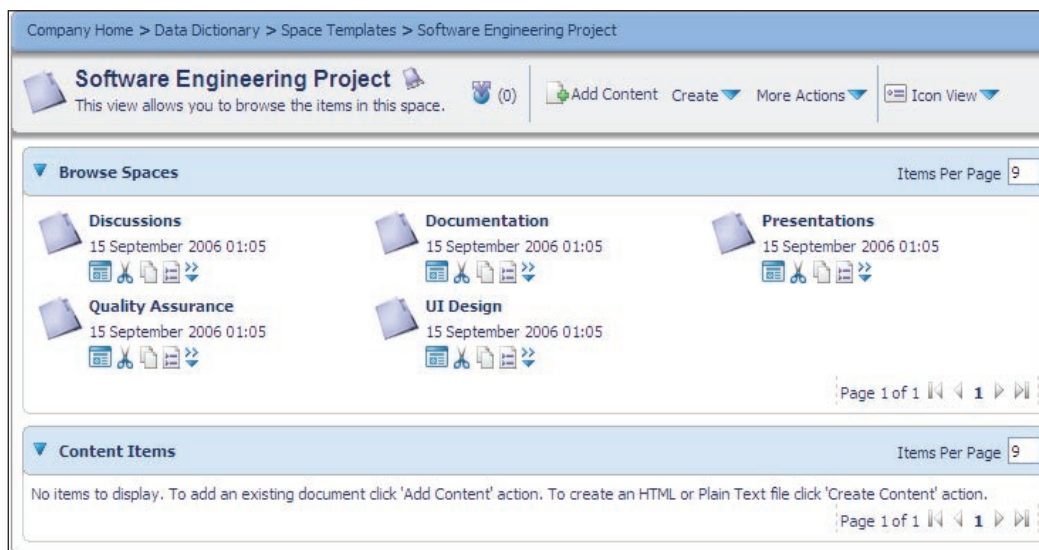 Company Home > Data Dictionary > Space Templates > Software Engineering Project
Software Engineering Project
This view allows you to browse the items in this space.
(0)
Add Content Create More Actions Icon View
Browse Spaces Items Per Page 9
Discussions Documentation Presentations
15 September 2006 01:05 15 September 2006 01:05 15 September 2006 01:05
Quality Assurance UI Design
15 September 2006 01:05 15 September 2006 01:05
Page 1 of 1 1
Content Items Items Per Page 9
No items to display. To add an existing document click 'Add Content' action. To create an HTML or Plain Text file click 'Create Content' action.
Page 1 of 1 1